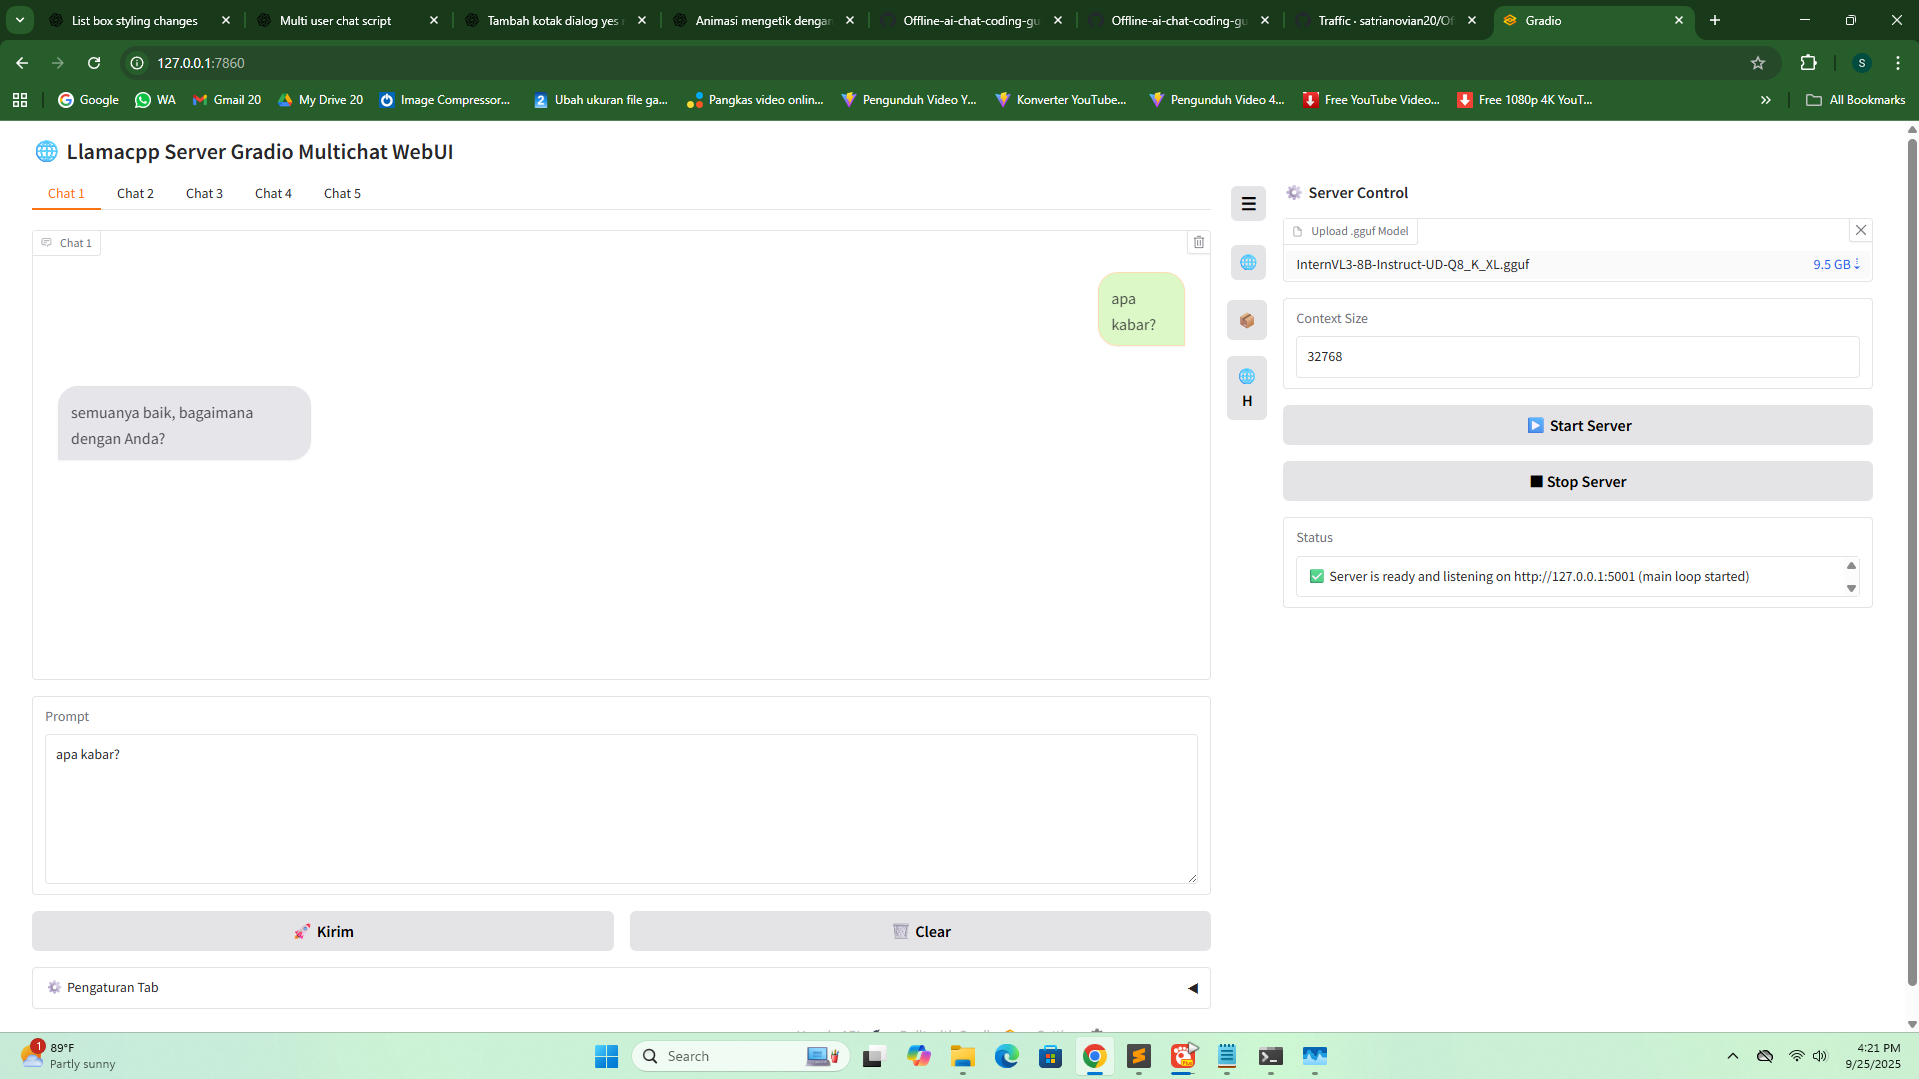 List box styling changes
Multi user chat script
Tambah kotak dialog yes
Animasi mengetik dengan
Offline-ai-chat-coding-gu
Offline-ai-chat-coding-gu
Traffic · satrianovian20/Of
Gradio
127.0.0.1:7860
S
Google
WA
Gmail 20
My Drive 20
Image Compressor...
Ubah ukuran file ga...
Pangkas video onlin...
Pengunduh Video Y...
Konverter YouTube...
Pengunduh Video 4...
Free YouTube Video...
Free 1080p 4K YouT...
All Bookmarks
Llamacpp Server Gradio Multichat WebUI
Chat 1
Chat 2
Chat 3
Chat 4
Chat 5
Chat 1
apa
kabar?
semuanya baik, bagaimana
dengan Anda?
Prompt
apa kabar?
Kirim
Clear
Pengaturan Tab
H
Server Control
Upload .gguf Model
InternVL3-8B-Instruct-UD-Q8_K_XL.gguf
9.5 GB
Context Size
32768
Start Server
Stop Server
Status
Server is ready and listening on http://127.0.0.1:5001 (main loop started)
1
89°F
Partly sunny
Search
4:21 PM
9/25/2025